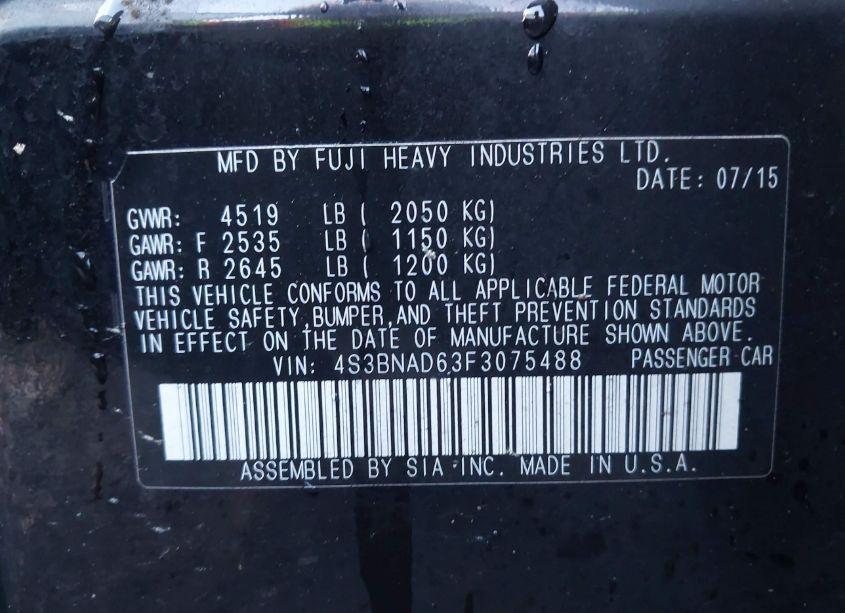 MFD BY FUJI HEAVY INDUSTRIES LTD.
DATE: 07/15
GVWR: 4519 LB ( 2050 KG)
GAWR: F 2535 LB ( 1150 KG)
GAWR: R 2645 LB ( 1200 KG)
THIS VEHICLE CONFORMS TO ALL APPLICABLE FEDERAL MOTOR
VEHICLE SAFETY, BUMPER, AND THEFT PREVENTION STANDARDS
IN EFFECT ON THE DATE OF MANUFACTURE SHOWN ABOVE.
VIN: 4S3BNAD63F3075488 PASSENGER CAR
ASSEMBLED BY SIA INC. MADE IN U.S.A.